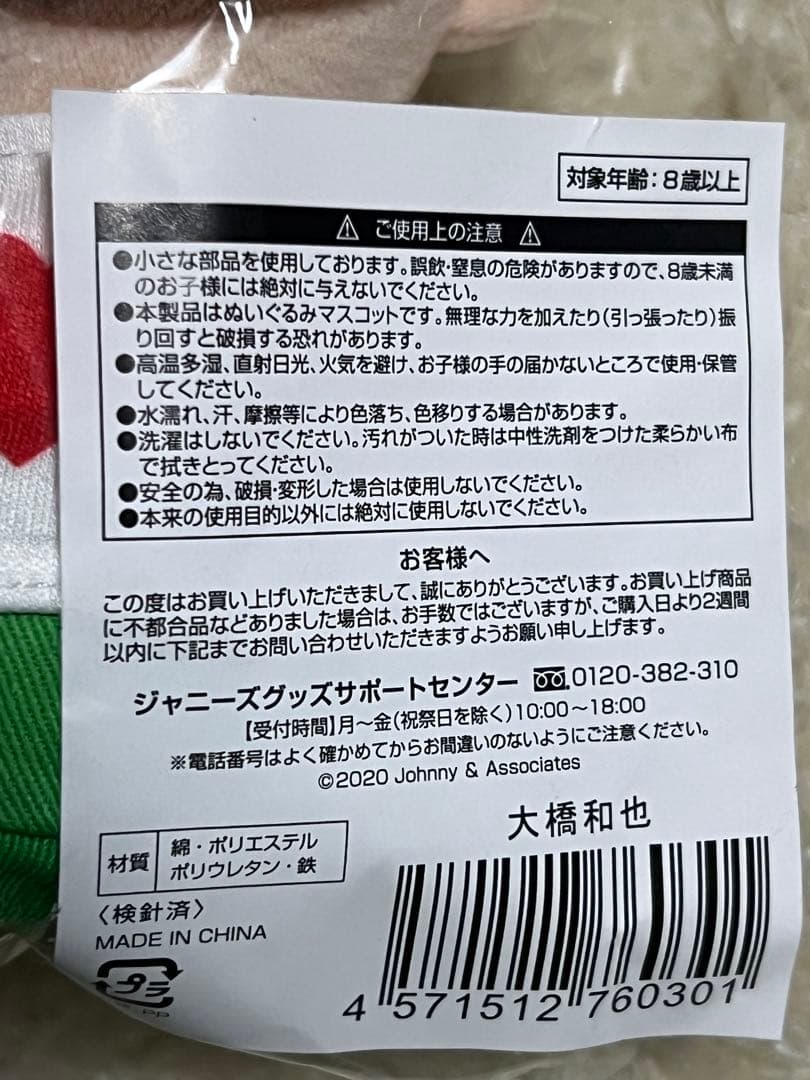 対象年齢：8歳以上
⚠ ご使用上の注意 ⚠
●小さな部品を使用しております。誤飲・窒息の危険がありますので、8歳未満
のお子様には絶対に与えないでください。
●本製品はぬいぐるみマスコットです。無理な力を加えたり（引っ張ったり）振
り回すと破損する恐れがあります。
●高温多湿、直射日光、火気を避け、お子様の手の届かないところで使用・保管
してください。
●水濡れ、汗、摩擦等により色落ち、色移りする場合があります。
●洗濯はしないでください。汚れがついた時は中性洗剤をつけた柔らかい布
で拭きとってください。
●安全の為、破損・変形した場合は使用しないでください。
●本来の使用目的以外には絶対に使用しないでください。
お客様へ
この度はお買い上げいただきまして、誠にありがとうございます。お買い上げ商品
に不都合品などありました場合は、お手数ではございますが、ご購入日より2週間
以内に下記までお問い合わせいただきますようお願い申し上げます。
ジャニーズグッズサポートセンター 0120-382-310
【受付時間】月～金（祝祭日を除く）10:00～18:00
※電話番号はよく確かめてからお間違いのないようにご注意ください。
©2020 Johnny & Associates
大橋和也
材質 綿・ポリエステル
ポリウレタン・鉄
〈検針済〉
MADE IN CHINA
プラ
PP
4 571512 760301